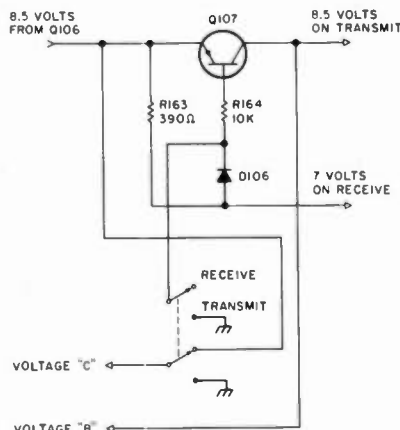 8.5 VOLTS
FROM Q106
Q107
8.5 VOLTS
ON TRANSMIT
R163
390Ω
R164
10K
D106
7 VOLTS
ON RECEIVE
RECEIVE
TRANSMIT
VOLTAGE "C"
VOLTAGE "B"